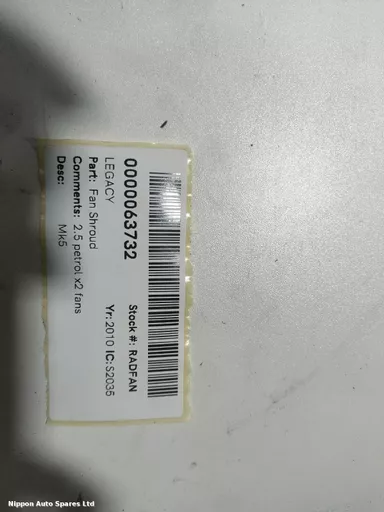 0000063732
Stock #: RADFAN
LEGACY
Yr: 2010 IC: S2035
Part: Fan Shroud
Comments: 2.5 petrol x2 fans
Desc: Mk5
Nippon Auto Spares Ltd